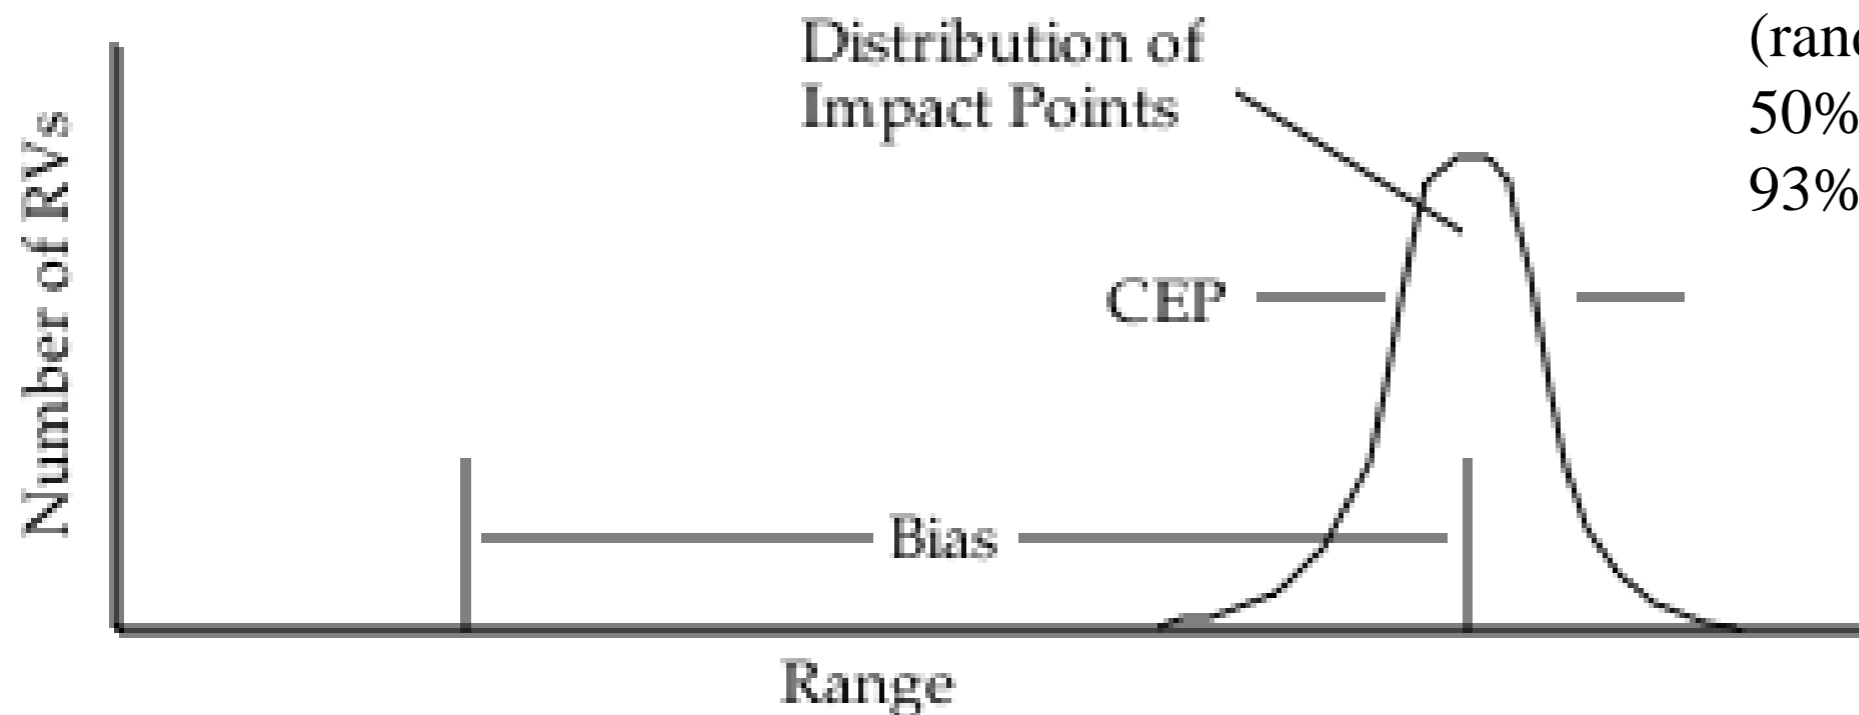 Distribution of
Impact Points
50%
93%
Number of RVs
CEP
Bias
Range